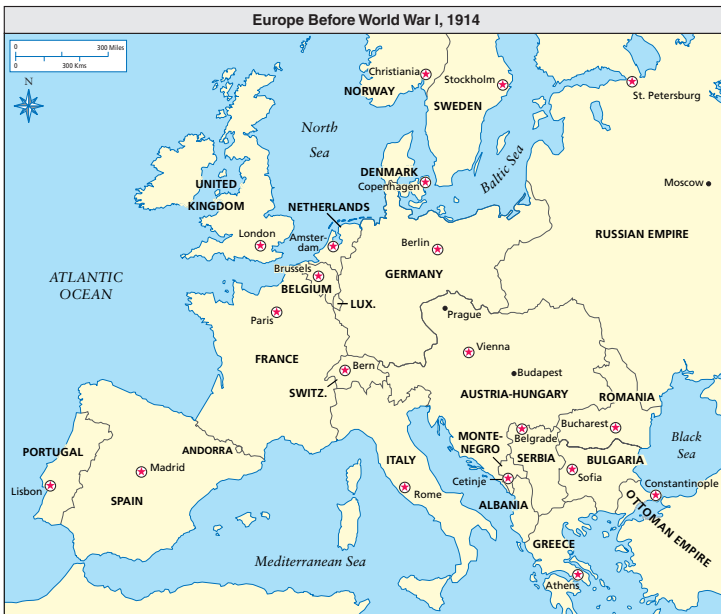 Europe Before World War I, 1914
0 300 Miles
0 300 Kms
N
Christiania
Stockholm
NORWAY
SWEDEN
St. Petersburg
North
Sea
Baltic Sea
DENMARK
Copenhagen
Moscow
UNITED
KINGDOM
NETHERLANDS
London
Amster-
dam
Berlin
RUSSIAN EMPIRE
Brussels
GERMANY
BELGIUM
ATLANTIC
OCEAN
LUX.
Paris
Prague
Vienna
FRANCE
Bern
Budapest
SWITZ.
AUSTRIA-HUNGARY
ROMANIA
Bucharest
Belgrade
Black
Sea
MONTE-
NEGRO
SERBIA
BULGARIA
PORTUGAL
ANDORRA
ITALY
Madrid
Cetinje
Sofia
Constantinople
Lisbon
SPAIN
Rome
ALBANIA
OTTOMAN EMPIRE
GREECE
Mediterranean Sea
Athens